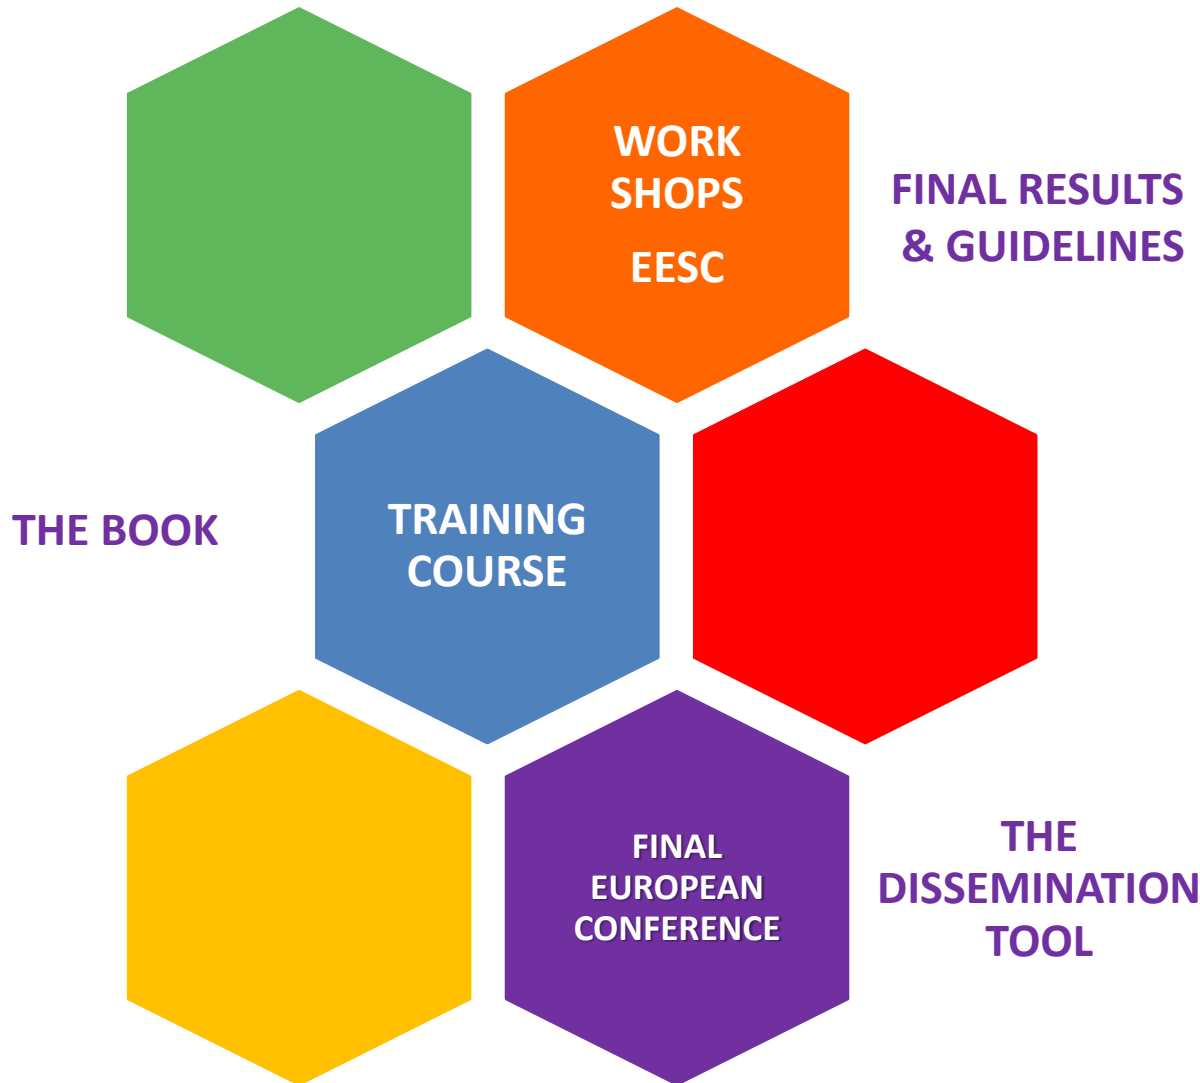 WORK
SHOPS
EESC
FINAL RESULTS
& GUIDELINES
THE BOOK
TRAINING
COURSE
FINAL
EUROPEAN
CONFERENCE
THE
DISSEMINATION
TOOL